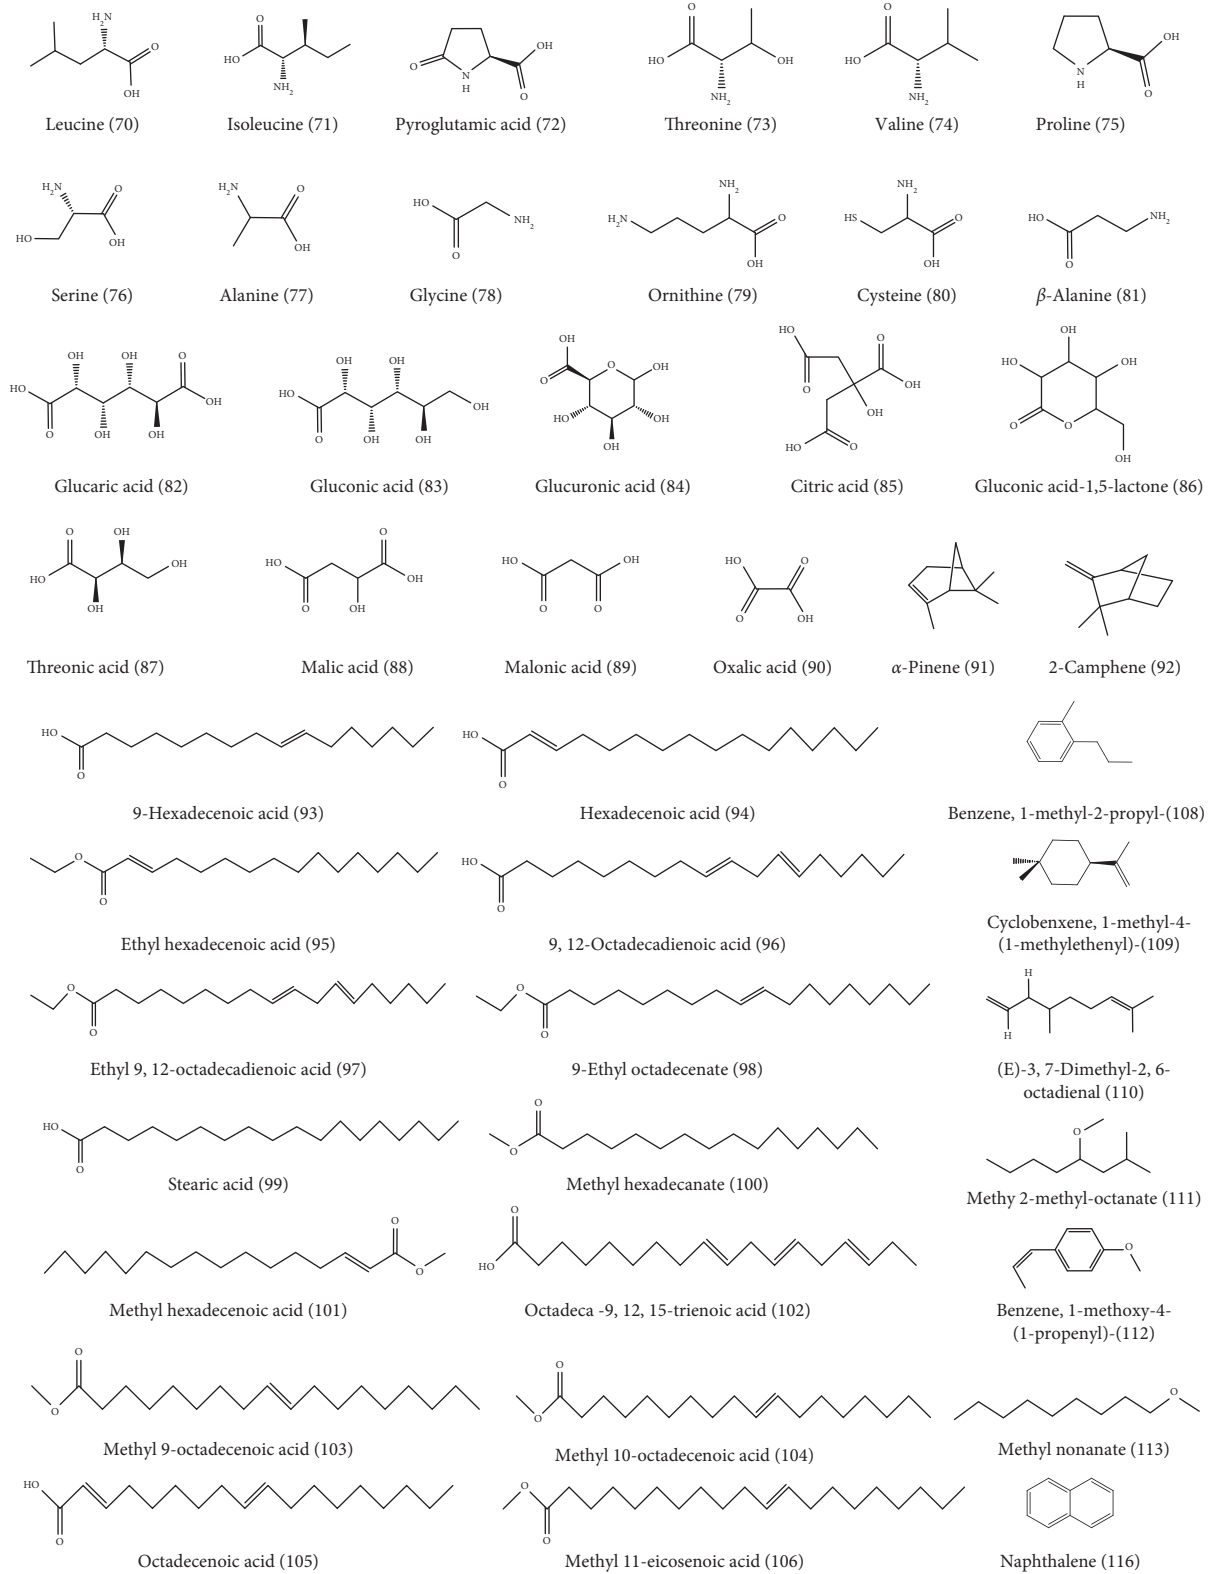 Leucine (70)
Isoleucine (71)
Pyroglutamic acid (72)
Threonine (73)
Valine (74)
Proline (75)
Serine (76)
Alanine (77)
Glycine (78)
Ornithine (79)
Cysteine (80)
β-Alanine (81)
Glucaric acid (82)
Gluconic acid (83)
Glucuronic acid (84)
Citric acid (85)
Gluconic acid-1,5-lactone (86)
Threonic acid (87)
Malic acid (88)
Malonic acid (89)
Oxalic acid (90)
α-Pinene (91)
2-Camphene (92)
9-Hexadecenoic acid (93)
Hexadecenoic acid (94)
Benzene, 1-methyl-2-propyl-(108)
Ethyl hexadecenoic acid (95)
9, 12-Octadecadienoic acid (96)
Cyclobenxene, 1-methyl-4-
(1-methylethenyl)-(109)
Ethyl 9, 12-octadecadienoic acid (97)
9-Ethyl octadecenate (98)
(E)-3, 7-Dimethyl-2, 6-
octadienal (110)
Stearic acid (99)
Methyl hexadecanate (100)
Methy 2-methyl-octanate (111)
Methyl hexadecenoic acid (101)
Octadeca -9, 12, 15-trienoic acid (102)
Benzene, 1-methoxy-4-
(1-propenyl)-(112)
Methyl 9-octadecenoic acid (103)
Methyl 10-octadecenoic acid (104)
Methyl nonanate (113)
Octadecenoic acid (105)
Methyl 11-eicosenoic acid (106)
Naphthalene (116)